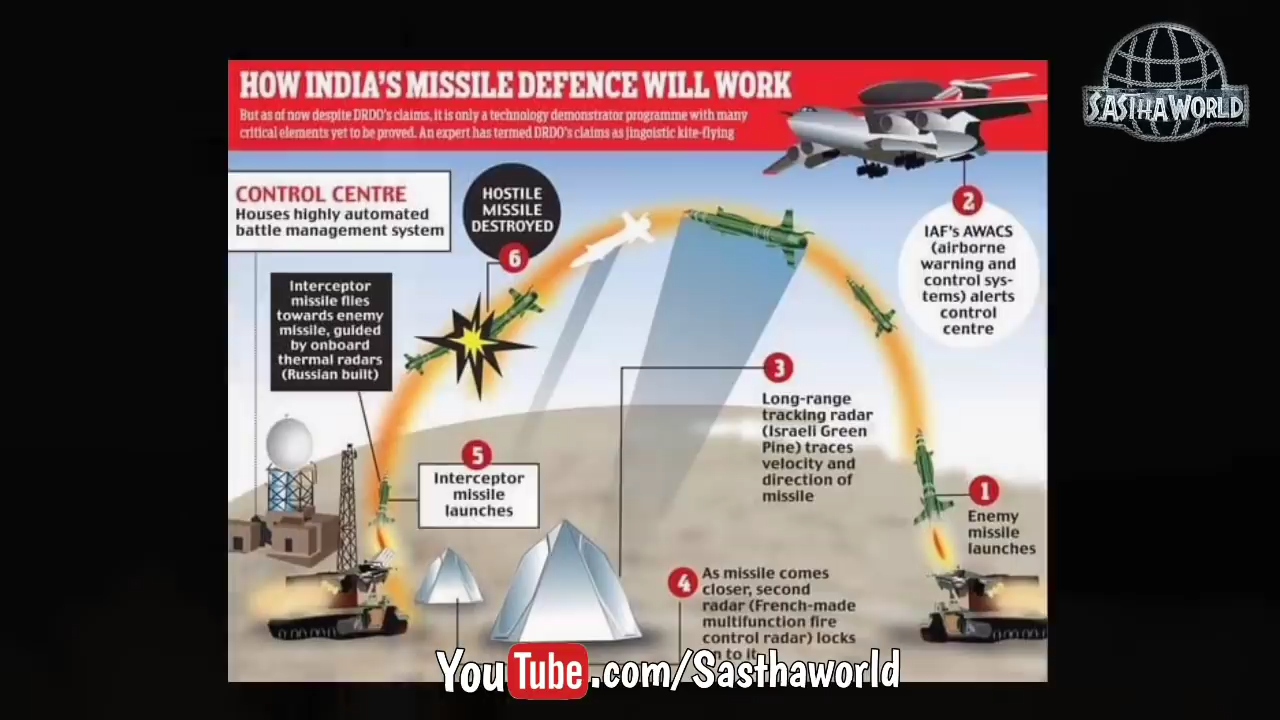 SASTHAWORLD
HOW INDIA'S MISSILE DEFENCE WILL WORK
But as of now despite DRDO's claims, it is only a technology demonstrator programme with many
critical elements yet to be proved. An expert has termed DRDO's claims as jingoistic kite-flying
CONTROL CENTRE
Houses highly automated
battle management system
HOSTILE
MISSILE
DESTROYED
6
2
IAF's AWACS
(airborne
warning and
control sys-
tems) alerts
control
centre
Interceptor
missile flies
towards enemy
missile, guided
by onboard
thermal radars
(Russian built)
3
Long-range
tracking radar
(Israeli Green
Pine) traces
velocity and
direction of
missile
5
Interceptor
missile
launches
1
Enemy
missile
launches
4
As missile comes
closer, second
radar (French-made
multifunction fire
control radar) locks
on to it
YouTube.com/Sasthaworld